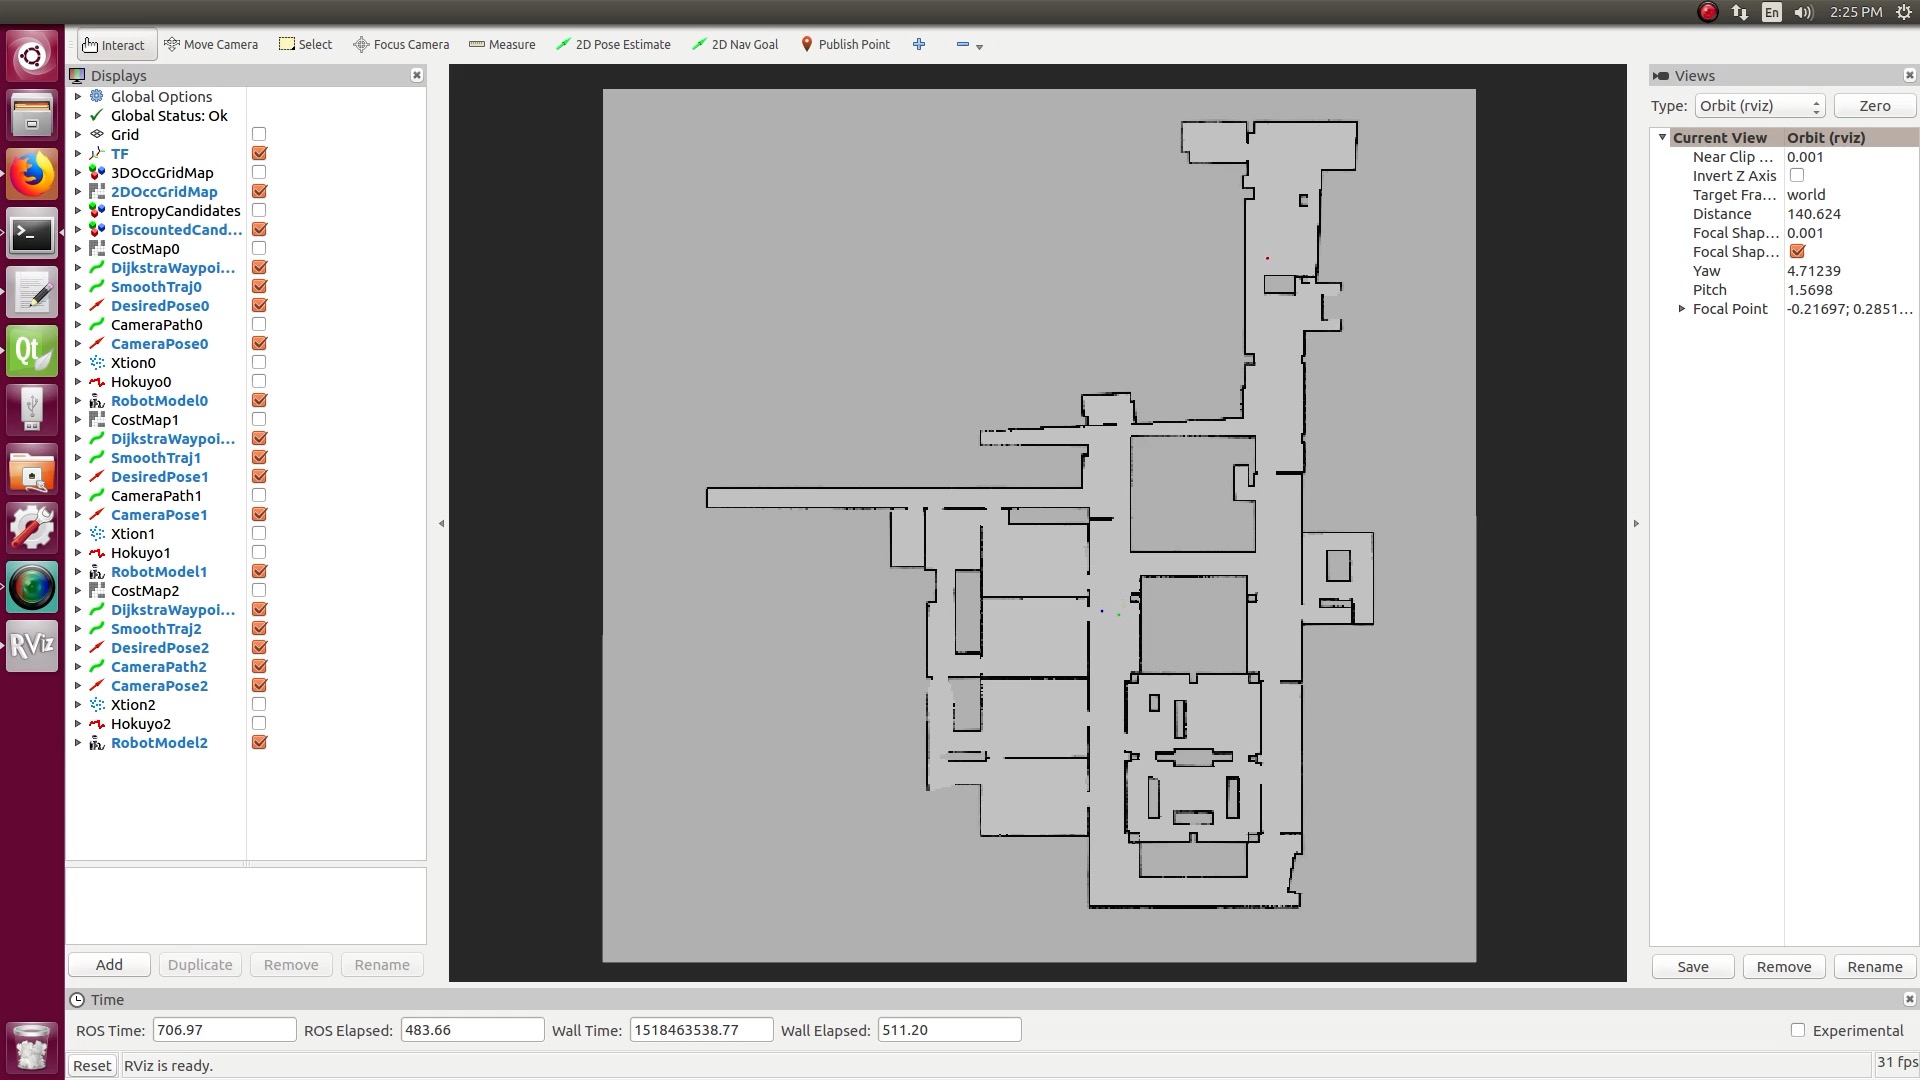 En 2:25 PM
Interact Move Camera Select Focus Camera Measure 2D Pose Estimate 2D Nav Goal Publish Point
Displays
Global Options
Global Status: Ok
Grid
TF
3DOccGridMap
2DOccGridMap
EntropyCandidates
DiscountedCand...
CostMap0
DijkstraWaypoi...
SmoothTraj0
DesiredPose0
CameraPath0
CameraPose0
Xtion0
Hokuyo0
RobotModel0
CostMap1
DijkstraWaypoi...
SmoothTraj1
DesiredPose1
CameraPath1
CameraPose1
Xtion1
Hokuyo1
RobotModel1
CostMap2
DijkstraWaypoi...
SmoothTraj2
DesiredPose2
CameraPath2
CameraPose2
Xtion2
Hokuyo2
RobotModel2
Add Duplicate Remove Rename
Qt
RViz
Views
Type: Orbit (rviz) Zero
Current View Orbit (rviz)
Near Clip ... 0.001
Invert Z Axis
Target Fra... world
Distance 140.624
Focal Shap... 0.001
Focal Shap...
Yaw 4.71239
Pitch 1.5698
Focal Point -0.21697; 0.2851...
Save Remove Rename
Time
ROS Time: 706.97 ROS Elapsed: 483.66 Wall Time: 1518463538.77 Wall Elapsed: 511.20 Experimental
Reset RViz is ready. 31 fps